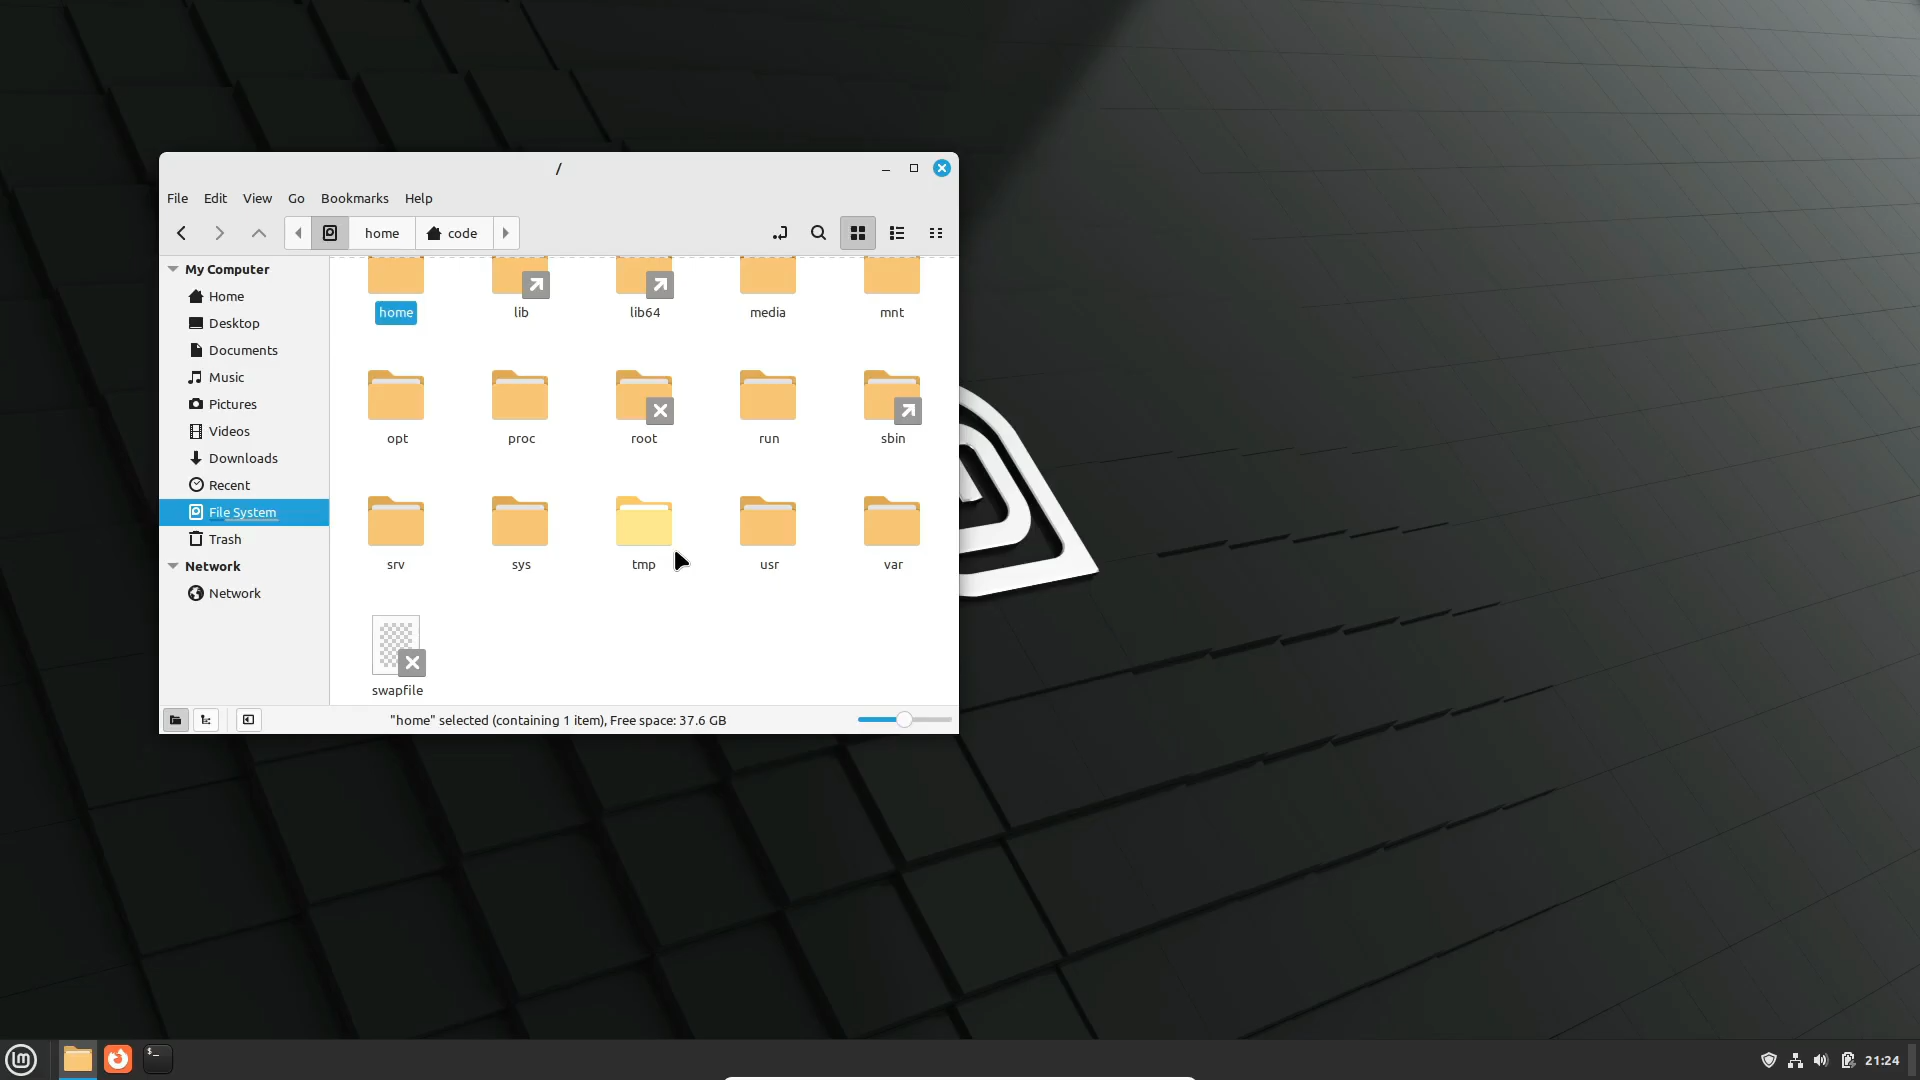 /
File Edit View Go Bookmarks Help
home code
My Computer
Home
Desktop
Documents
Music
Pictures
Videos
Downloads
Recent
File System
Trash
Network
Network
home lib lib64 media mnt
opt proc root run sbin
srv sys tmp usr var
swapfile
"home" selected (containing 1 item), Free space: 37.6 GB
lm $_ 21:24